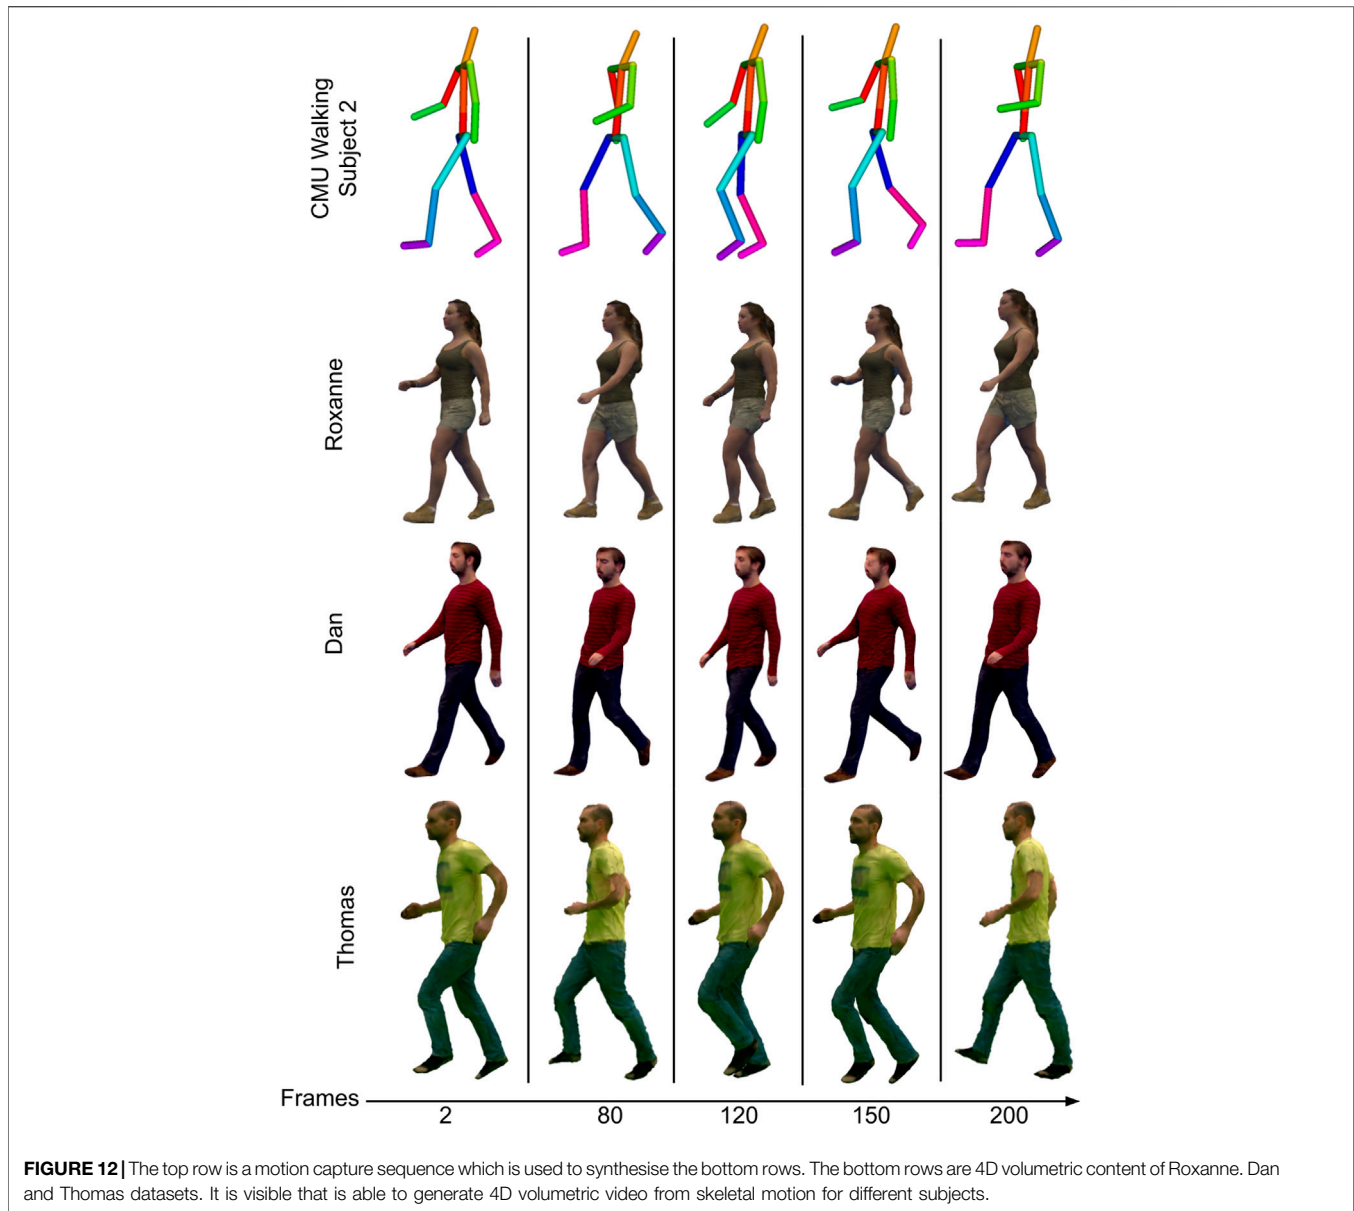 CMU Walking
Subject 2
Roxanne
Dan
Thomas
Frames
2 80 120 150 200
FIGURE 12 | The top row is a motion capture sequence which is used to synthesise the bottom rows. The bottom rows are 4D volumetric content of Roxanne. Dan
and Thomas datasets. It is visible that is able to generate 4D volumetric video from skeletal motion for different subjects.